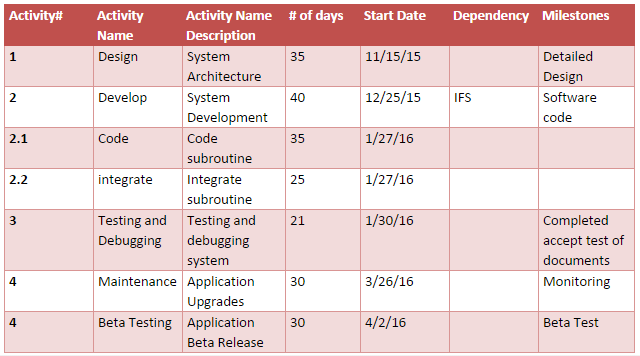 Activity# Activity Name # of days Start Date Dependency Milestones
Activity Name Description
1 Design System Architecture 35 11/15/15 Detailed Design
2 Develop System Development 40 12/25/15 IFS Software code
2.1 Code Code subroutine 35 1/27/16
2.2 integrate Integrate subroutine 25 1/27/16
3 Testing and Debugging Testing and debugging system 21 1/30/16 Completed accept test of documents
4 Maintenance Application Upgrades 30 3/26/16 Monitoring
4 Beta Testing Application Beta Release 30 4/2/16 Beta Test